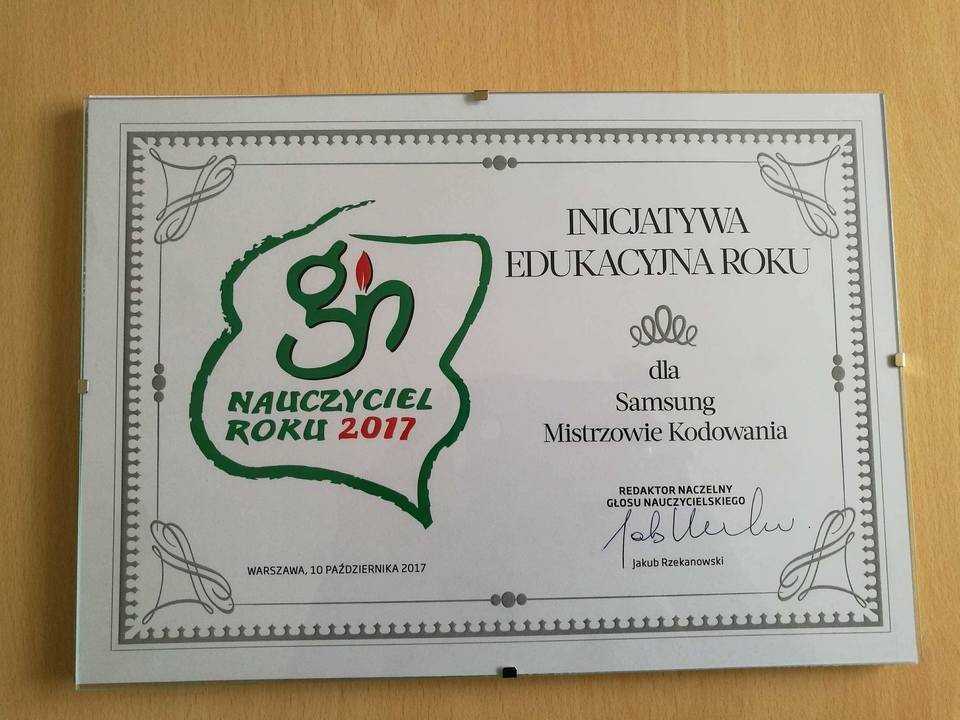 INICJATYWA
EDUKACYJNA ROKU
dla
Samsung
Mistrzowie Kodowania
gn
NAUCZYCIEL
ROKU 2017
REDAKTOR NACZELNY
GŁOSU NAUCZYCIELSKIEGO
Jakub Rzekanowski
WARSZAWA, 10 PAŹDZIERNIKA 2017